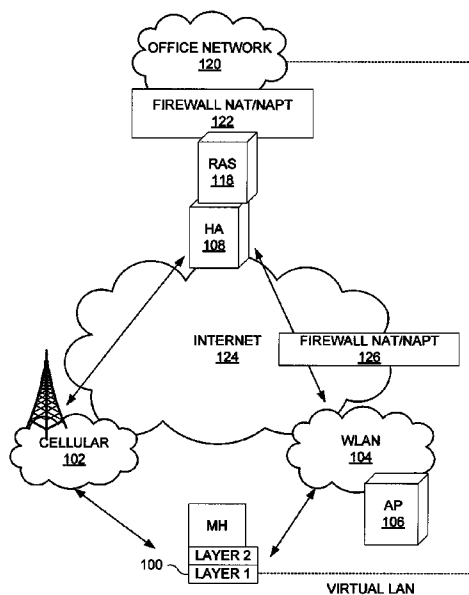 OFFICE NETWORK
120
FIREWALL NAT/NAPT
122
RAS
118
HA
108
INTERNET
124
FIREWALL NAT/NAPT
126
CELLULAR
102
WLAN
104
AP
106
MH
LAYER 2
100
LAYER 1
VIRTUAL LAN